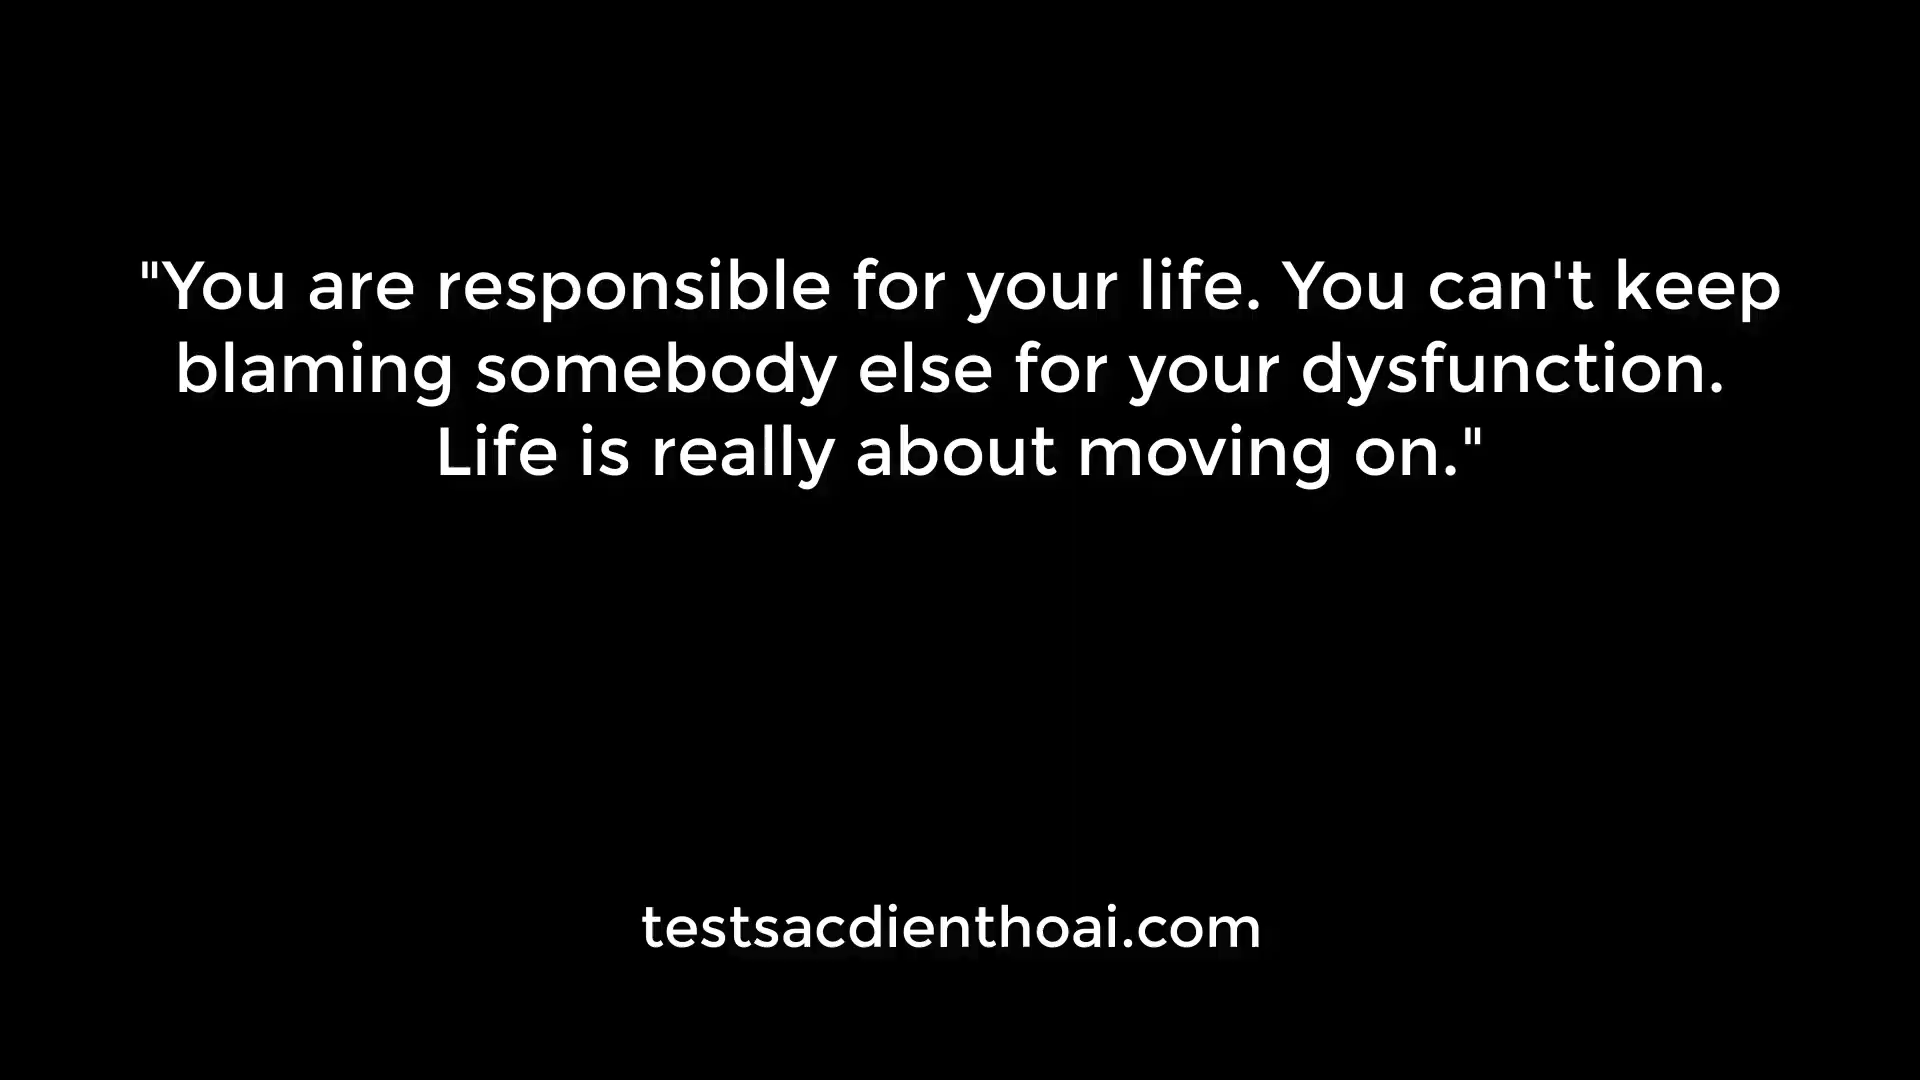 "You are responsible for your life. You can't keep
blaming somebody else for your dysfunction.
Life is really about moving on."
testsacdienthoai.com